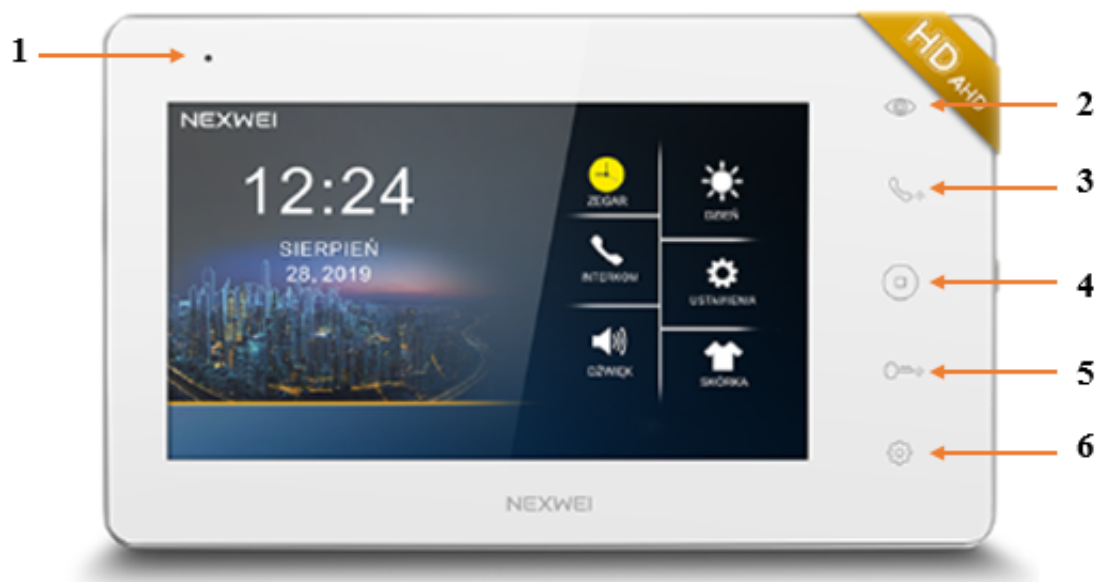 1
HD AHD
2
NEXWEI
12:24
SIERPIEŃ
28, 2019
ZEGAR
DZIEŃ
3
INTERKOM
USTAWIENIA
4
DŹWIĘK
SKÓRKA
5
6
NEXWEI